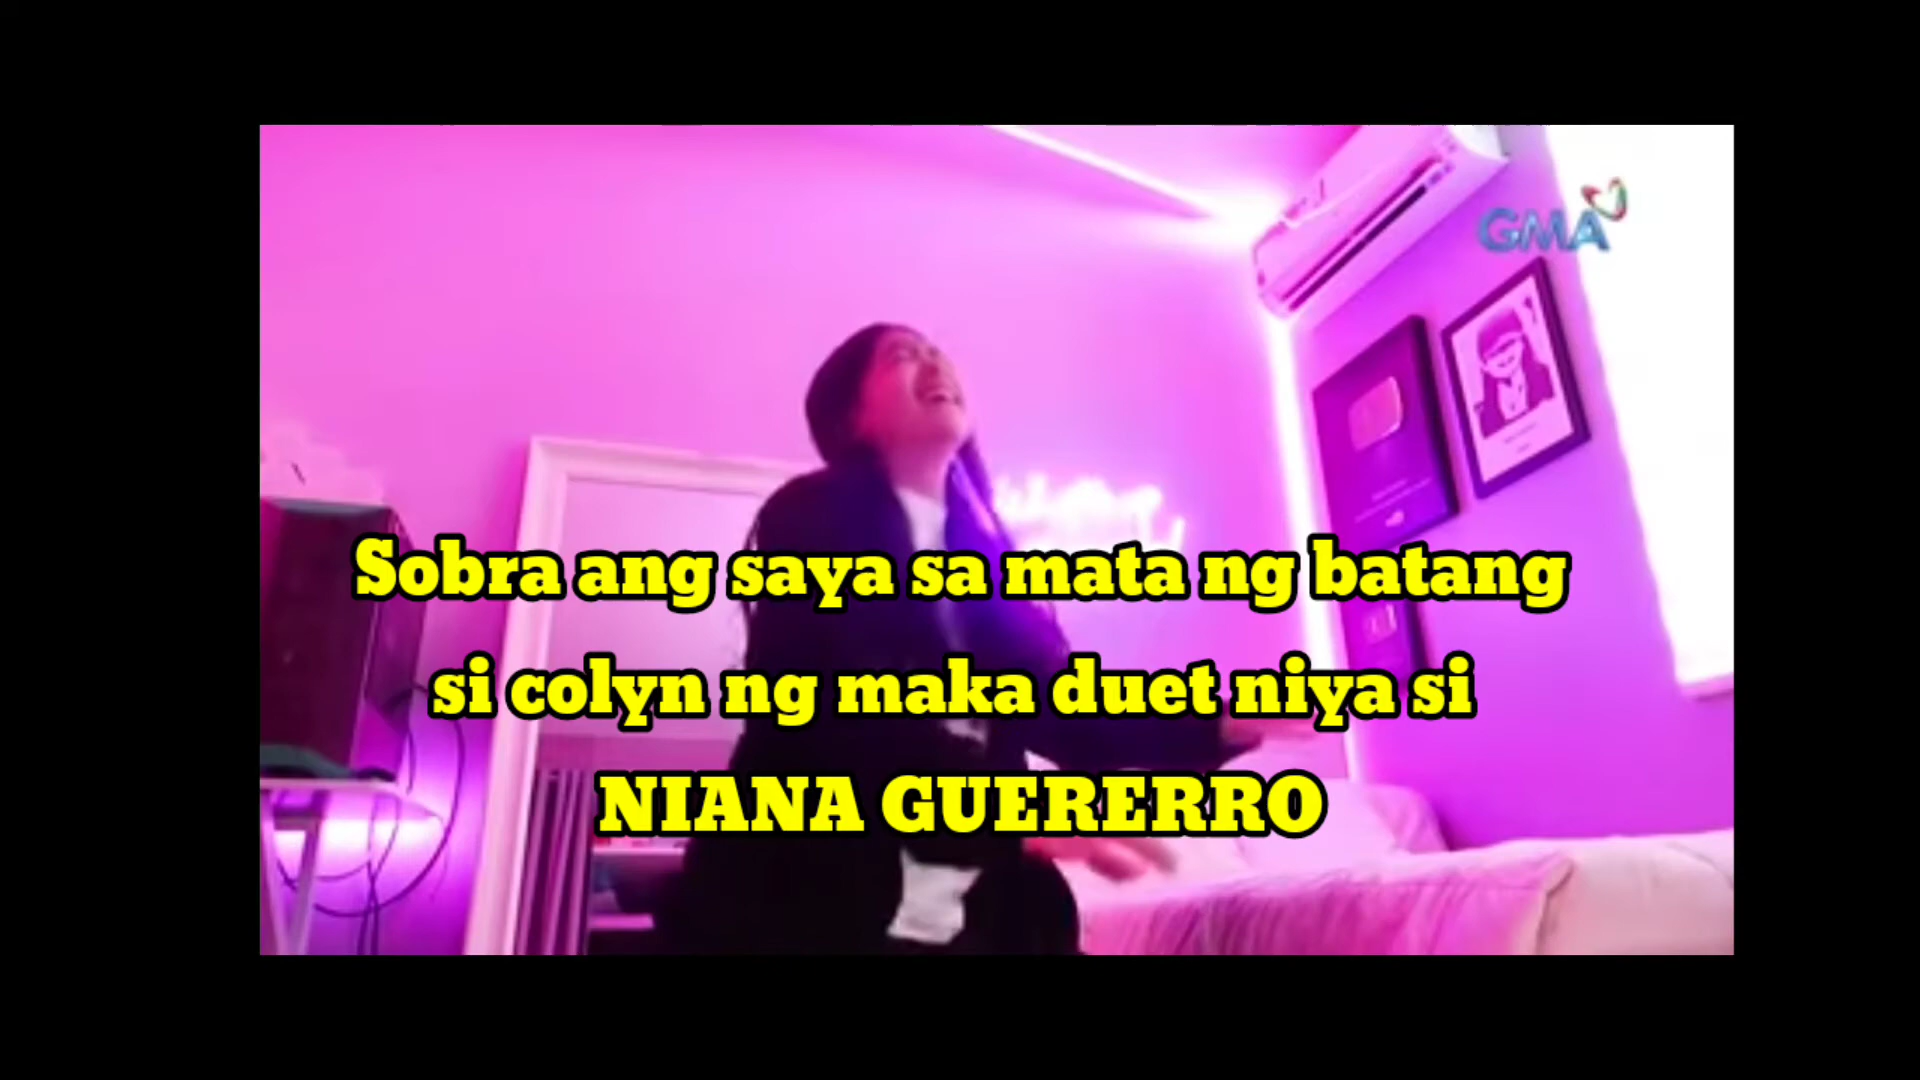 GMA
Sobra ang saya sa mata ng batang
si colyn ng maka duet niya si
NIANA GUERERRO